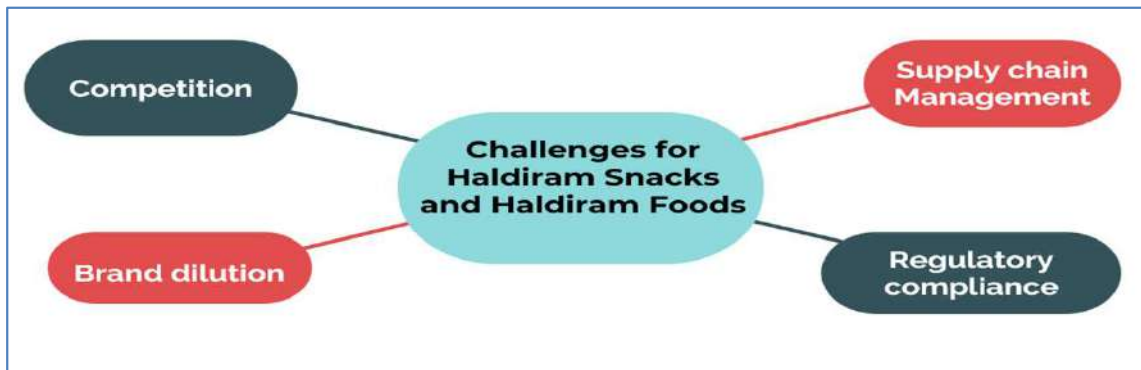 Competition
Supply chain
Management
Challenges for
Haldiram Snacks
and Haldiram Foods
Brand dilution
Regulatory
compliance